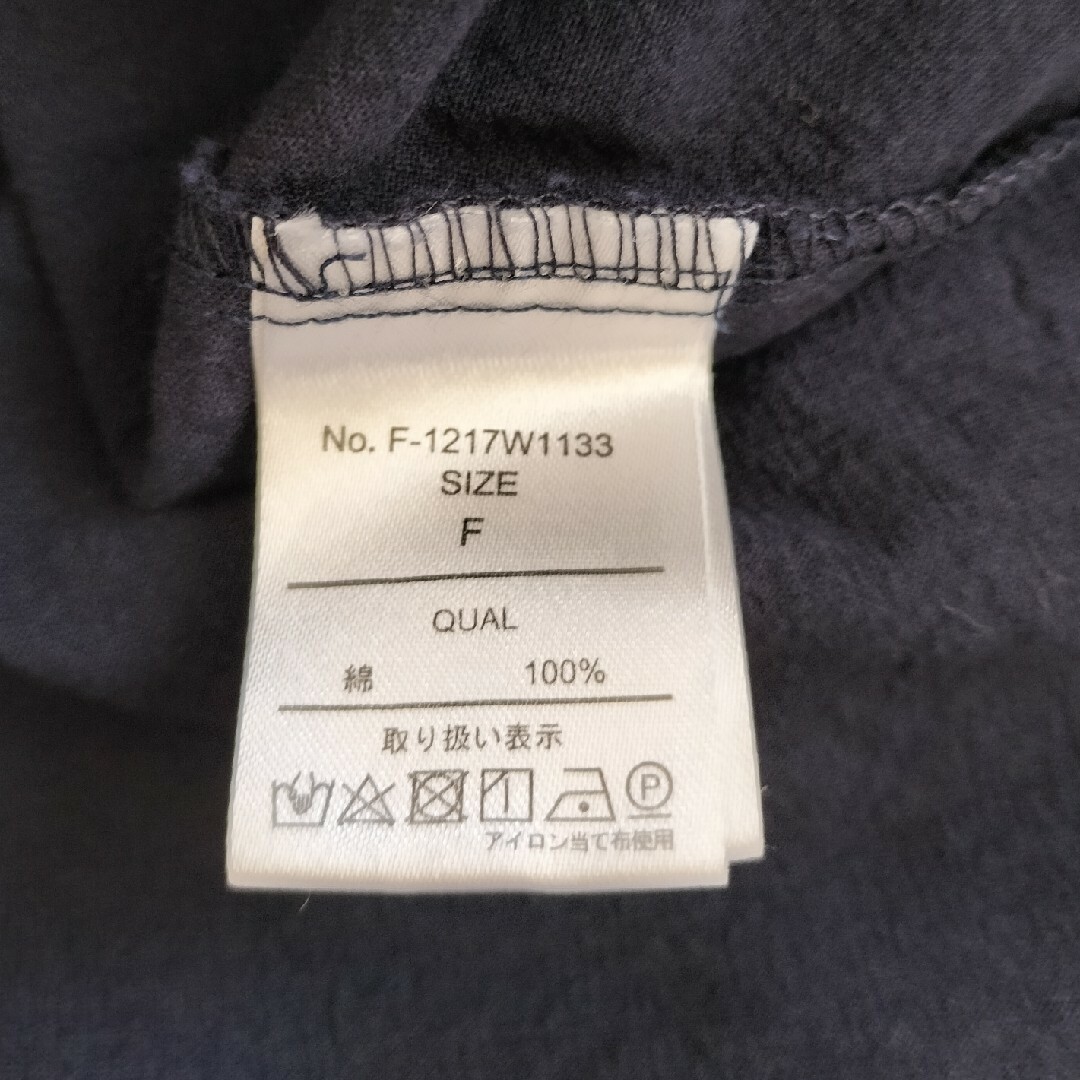 No. F-1217W1133
SIZE
F
QUAL
綿 100%
取り扱い表示
P
アイロン当て布使用